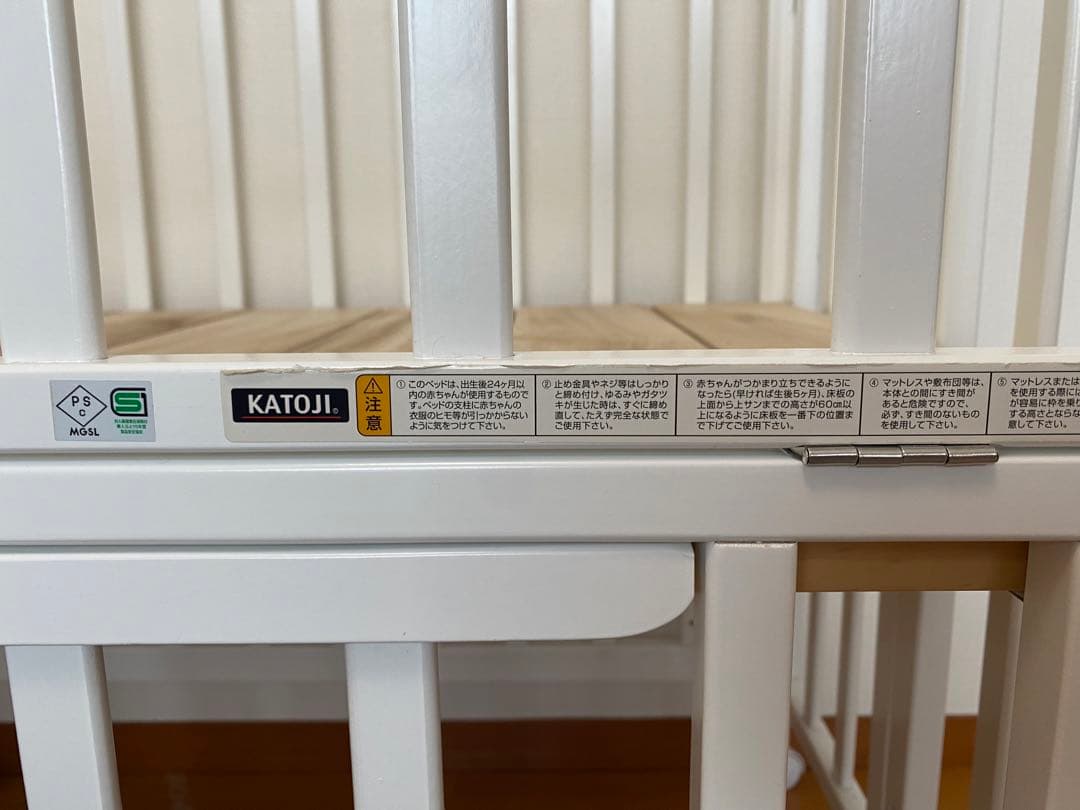 PS
C
MGSL
KATOJ!
注意
①このベッドは、出生後24ヶ月以
内の赤ちゃんが使用するもので
す。ベッドの支柱に赤ちゃんの
衣服のヒモ等が引っかからない
ように気をつけて下さい。
②止め金具やネジ等はしっかり
と締め付け、ゆるみやガタツ
キが生じた時は、すぐに締め
直して、たえず完全な状態で
ご使用下さい。
③赤ちゃんがつかまり立ちできるように
なったら(早ければ生後5ヶ月)、床板の
上面から上サンまでの高さが60cm以
上になるように床板を一番下の位置ま
で下げてご使用下さい。
④マットレスや敷布団等は、
本体との間にすき間が
あると危険ですので、
必ず、すき間のないもの
を使用して下さい。
⑤マットレスまたは
を使用する際には
が容易に枠を乗
する高さとならな
意して下さい。